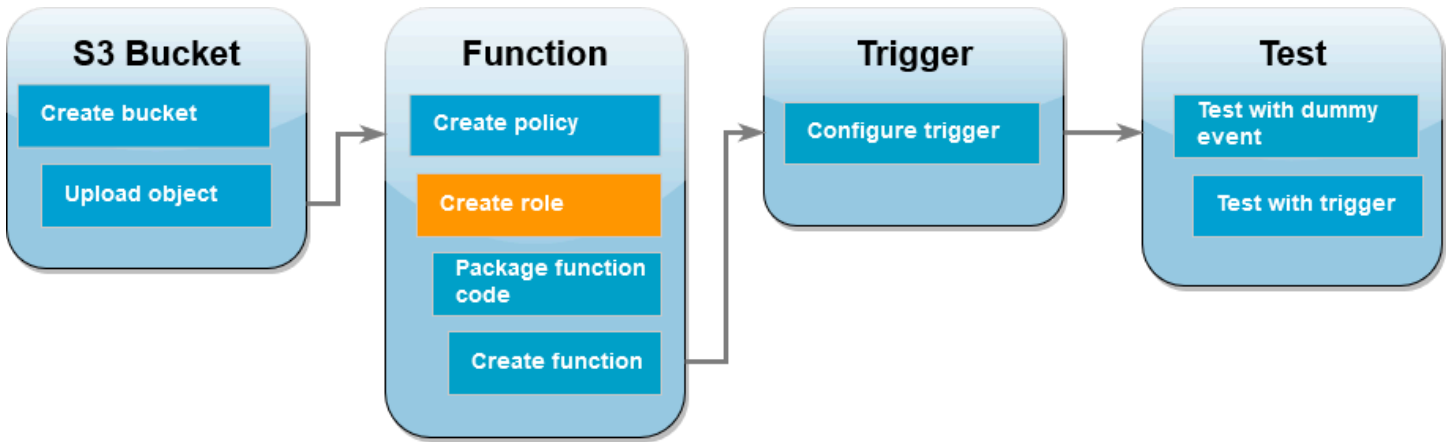 S3 Bucket
Create bucket
Upload object
Function
Create policy
Create role
Package function
code
Create function
Trigger
Configure trigger
Test
Test with dummy
event
Test with trigger